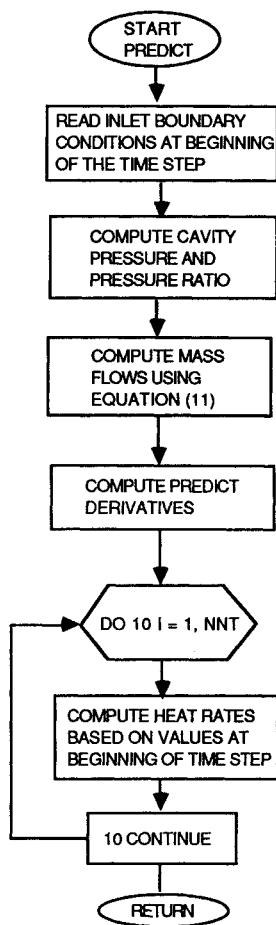 START
PREDICT
READ INLET BOUNDARY
CONDITIONS AT BEGINNING
OF THE TIME STEP
COMPUTE CAVITY
PRESSURE AND
PRESSURE RATIO
COMPUTE MASS
FLOWS USING
EQUATION (11)
COMPUTE PREDICT
DERIVATIVES
DO 10 I = 1, NNT
COMPUTE HEAT RATES
BASED ON VALUES AT
BEGINNING OF TIME STEP
10 CONTINUE
RETURN